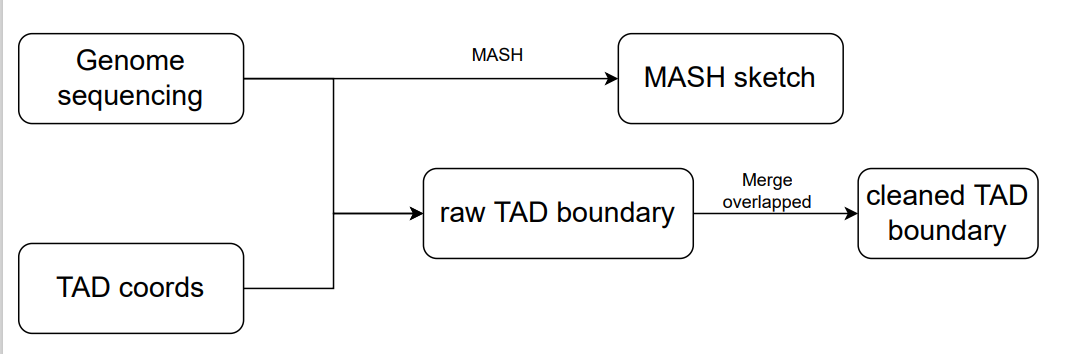 Genome
sequencing
MASH
MASH sketch
raw TAD boundary
Merge
overlapped
cleaned TAD
boundary
TAD coords